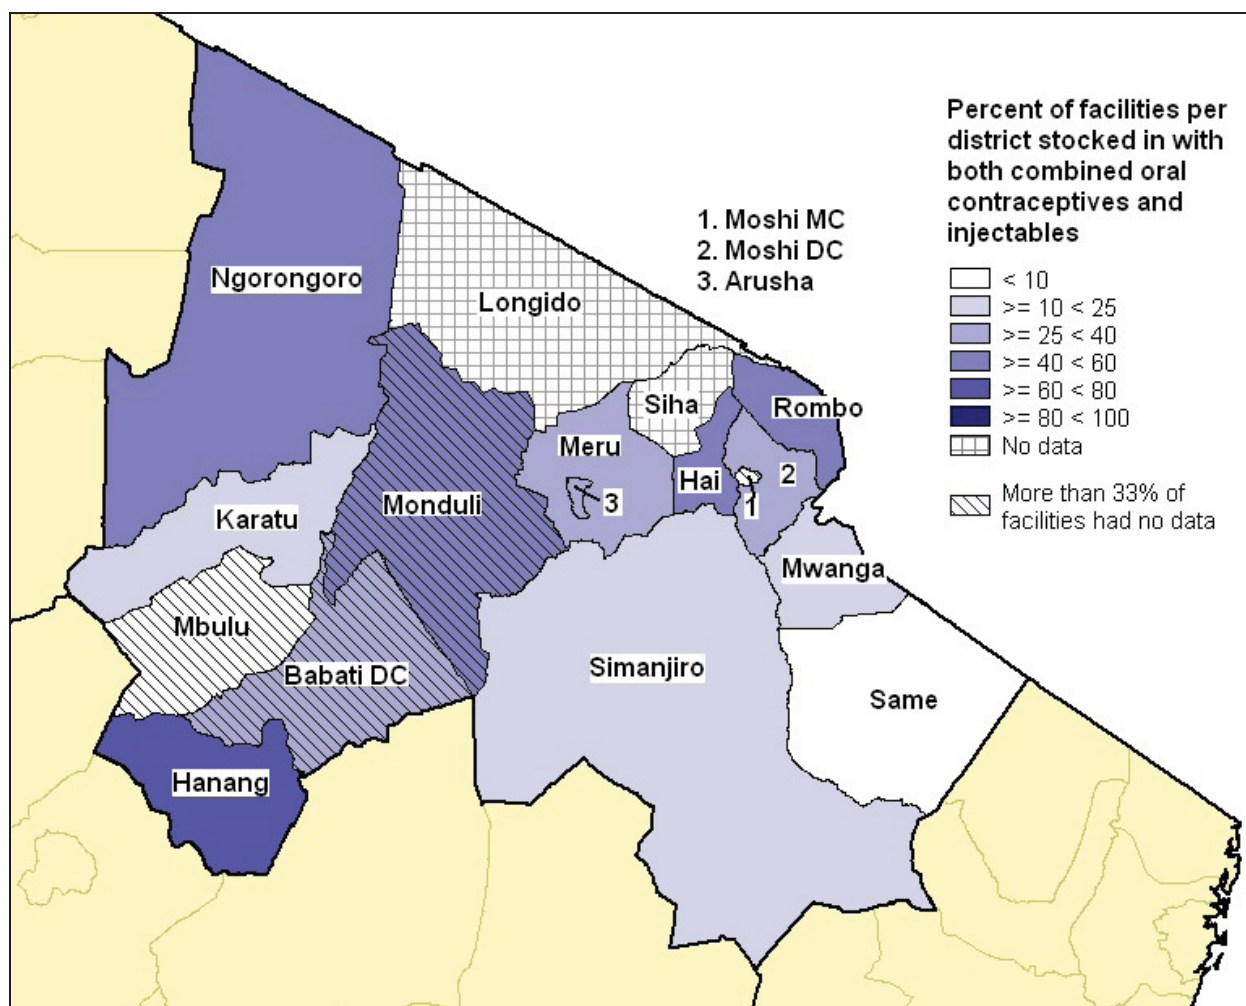 Percent of facilities per
district stocked in with
both combined oral
contraceptives and
injectables
< 10
>= 10 < 25
>= 25 < 40
>= 40 < 60
>= 60 < 80
>= 80 < 100
No data
More than 33% of
facilities had no data
1. Moshi MC
2. Moshi DC
3. Arusha
Ngorongoro
Longido
Siha
Rombo
Meru
Hai
2
3
1
Monduli
Karatu
Mwanga
Mbulu
Babati DC
Simanjiro
Same
Hanang